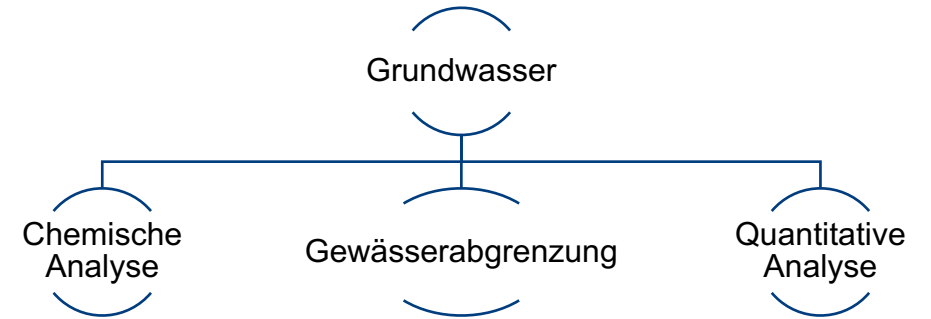 Grundwasser
Chemische
Analyse
Gewässerabgrenzung
Quantitative
Analyse